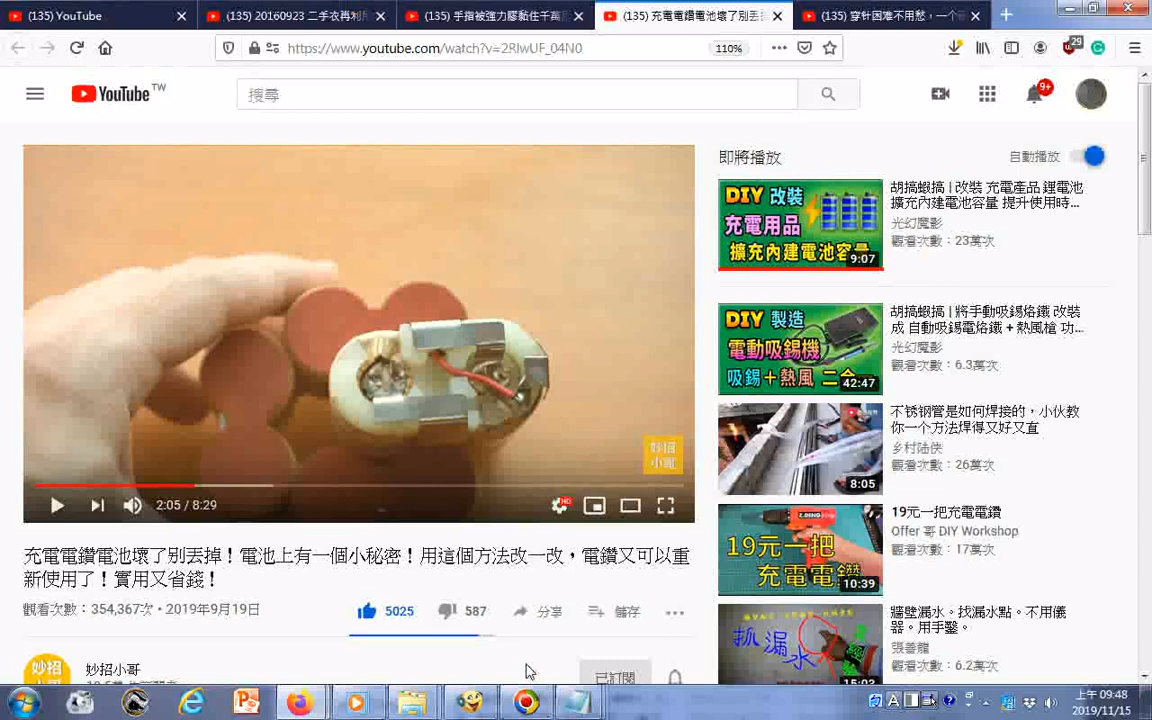 (135) YouTube
(135) 20160923 二手衣再利用
(135) 手指被強力膠黏住千萬
(135) 充電電鑽電池壞了別丟
(135) 穿针困难不用愁，一个
https://www.youtube.com/watch?v=2RlwUF_04N0
110%
29
YouTube TW
搜尋
9+
即將播放
自動播放
DIY 改裝
充電用品
擴充內建電池容量
9:07
胡搞蝦搞 | 改裝 充電產品 鋰電池
擴充內建電池容量 提升使用時...
光幻魔影
觀看次數：23萬次
DIY 製造
電動吸錫機
吸錫＋熱風 二合一
42:47
胡搞蝦搞 | 將手動吸錫烙鐵 改裝
成 自動吸錫電烙鐵 + 熱風槍 功...
光幻魔影
觀看次數：6.3萬次
8:05
不锈钢管是如何焊接的，小伙教
你一个方法焊得又好又直
乡村陆侠
觀看次數：26萬次
19元一把
充電電鑽
10:39
19元一把充電電鑽
Offer 哥 DIY Workshop
觀看次數：17萬次
抓漏水
15:03
牆壁漏水。找漏水點。不用儀
器。用手鑿。
張善龍
觀看次數：6.2萬次
妙招
小哥
2:05 / 8:29
HD
充電電鑽電池壞了別丟掉！電池上有一個小秘密！用這個方法改一改，電鑽又可以重
新使用了！實用又省錢！
觀看次數：354,367次 • 2019年9月19日
5025
587
分享
儲存
妙招
妙招小哥
已訂閱
上午 09:48
2019/11/15